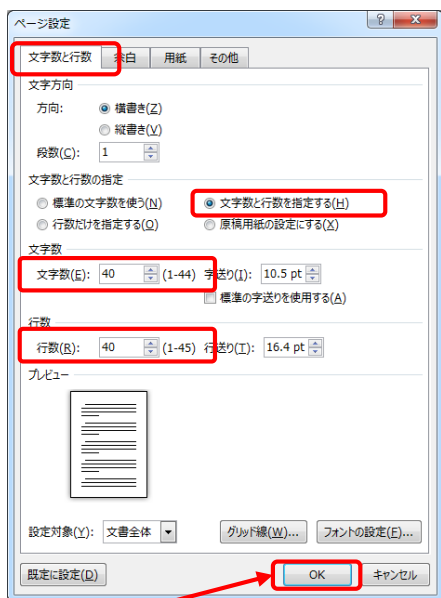 ページ設定
文字数と行数 余白 用紙 その他
文字方向
方向: 横書き(Z)
縦書き(V)
段数(C): 1
文字数と行数の指定
標準の文字数を使う(N) 文字数と行数を指定する(H)
行数だけを指定する(O) 原稿用紙の設定にする(X)
文字数
文字数(E): 40 (1-44) 字送り(I): 10.5 pt
標準の字送りを使用する(A)
行数
行数(R): 40 (1-45) 行送り(T): 16.4 pt
プレビュー
設定対象(Y): 文書全体 グリッド線(W)... フォントの設定(F)...
既定に設定(D) OK キャンセル